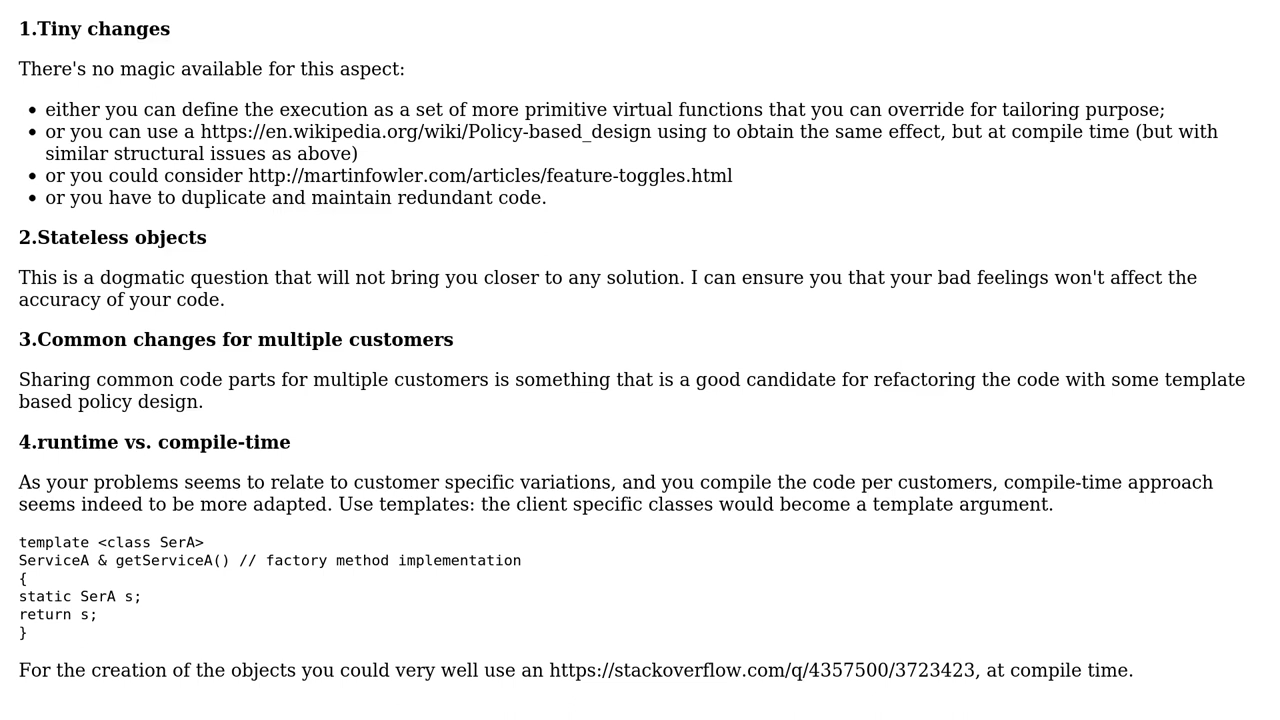 1.Tiny changes
There's no magic available for this aspect:
• either you can define the execution as a set of more primitive virtual functions that you can override for tailoring purpose;
• or you can use a https://en.wikipedia.org/wiki/Policy-based_design using to obtain the same effect, but at compile time (but with
similar structural issues as above)
• or you could consider http://martinfowler.com/articles/feature-toggles.html
• or you have to duplicate and maintain redundant code.
2.Stateless objects
This is a dogmatic question that will not bring you closer to any solution. I can ensure you that your bad feelings won't affect the
accuracy of your code.
3.Common changes for multiple customers
Sharing common code parts for multiple customers is something that is a good candidate for refactoring the code with some template
based policy design.
4.runtime vs. compile-time
As your problems seems to relate to customer specific variations, and you compile the code per customers, compile-time approach
seems indeed to be more adapted. Use templates: the client specific classes would become a template argument.
template <class SerA>
ServiceA & getServiceA() // factory method implementation
{
static SerA s;
return s;
}
For the creation of the objects you could very well use an https://stackoverflow.com/q/4357500/3723423, at compile time.